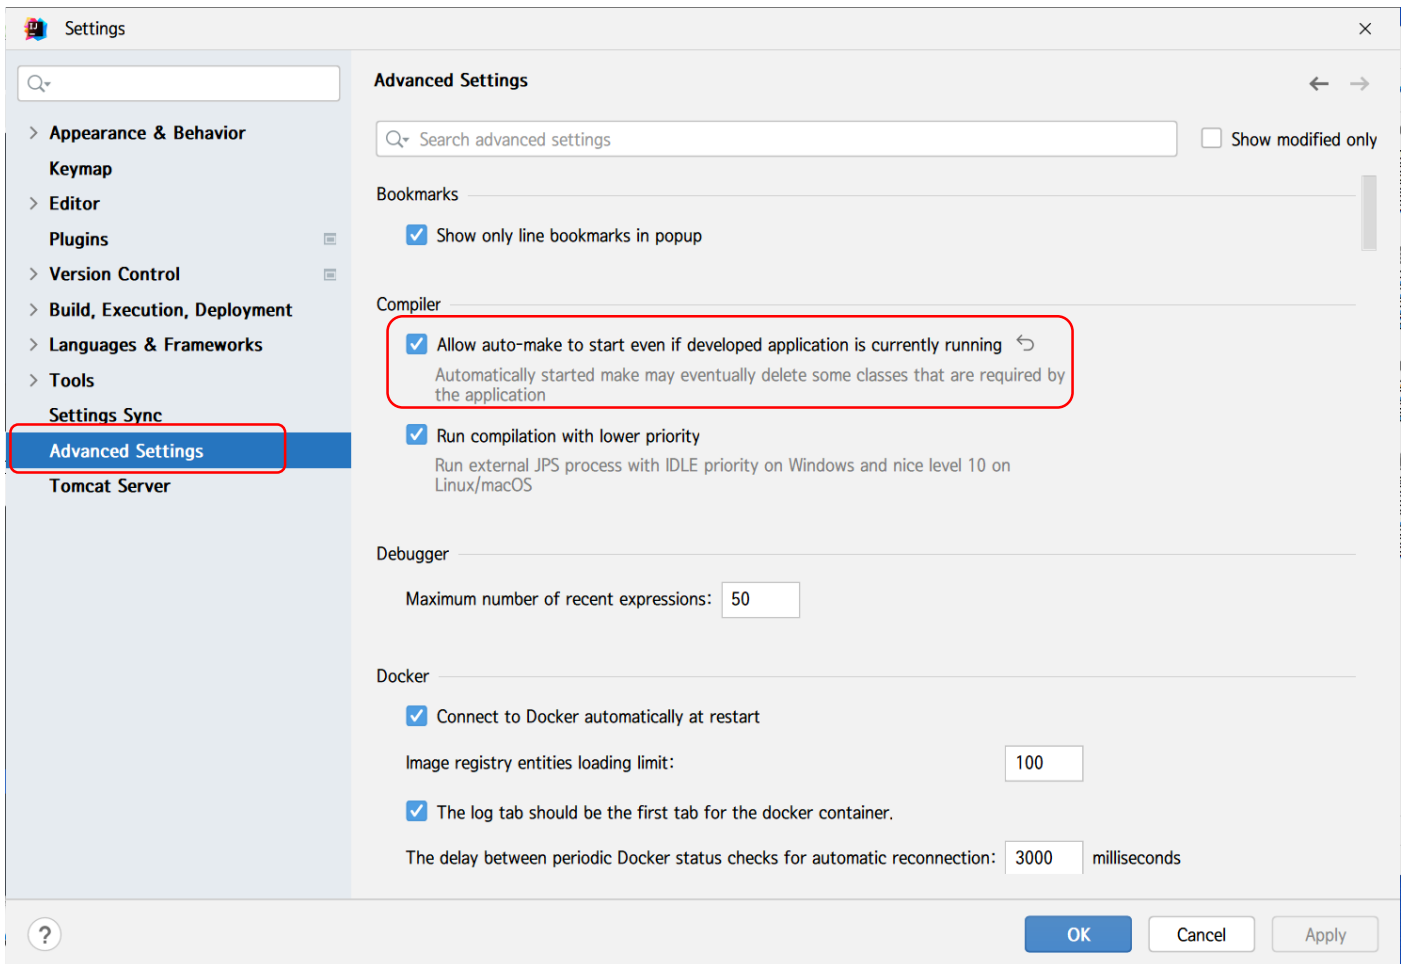 Settings
Advanced Settings
Search advanced settings
Show modified only
Appearance & Behavior
Keymap
Editor
Plugins
Version Control
Build, Execution, Deployment
Languages & Frameworks
Tools
Settings Sync
Advanced Settings
Tomcat Server
Bookmarks
Show only line bookmarks in popup
Compiler
Allow auto-make to start even if developed application is currently running
Automatically started make may eventually delete some classes that are required by
the application
Run compilation with lower priority
Run external JPS process with IDLE priority on Windows and nice level 10 on
Linux/macOS
Debugger
Maximum number of recent expressions: 50
Docker
Connect to Docker automatically at restart
Image registry entities loading limit: 100
The log tab should be the first tab for the docker container.
The delay between periodic Docker status checks for automatic reconnection: 3000 milliseconds
?
OK
Cancel
Apply